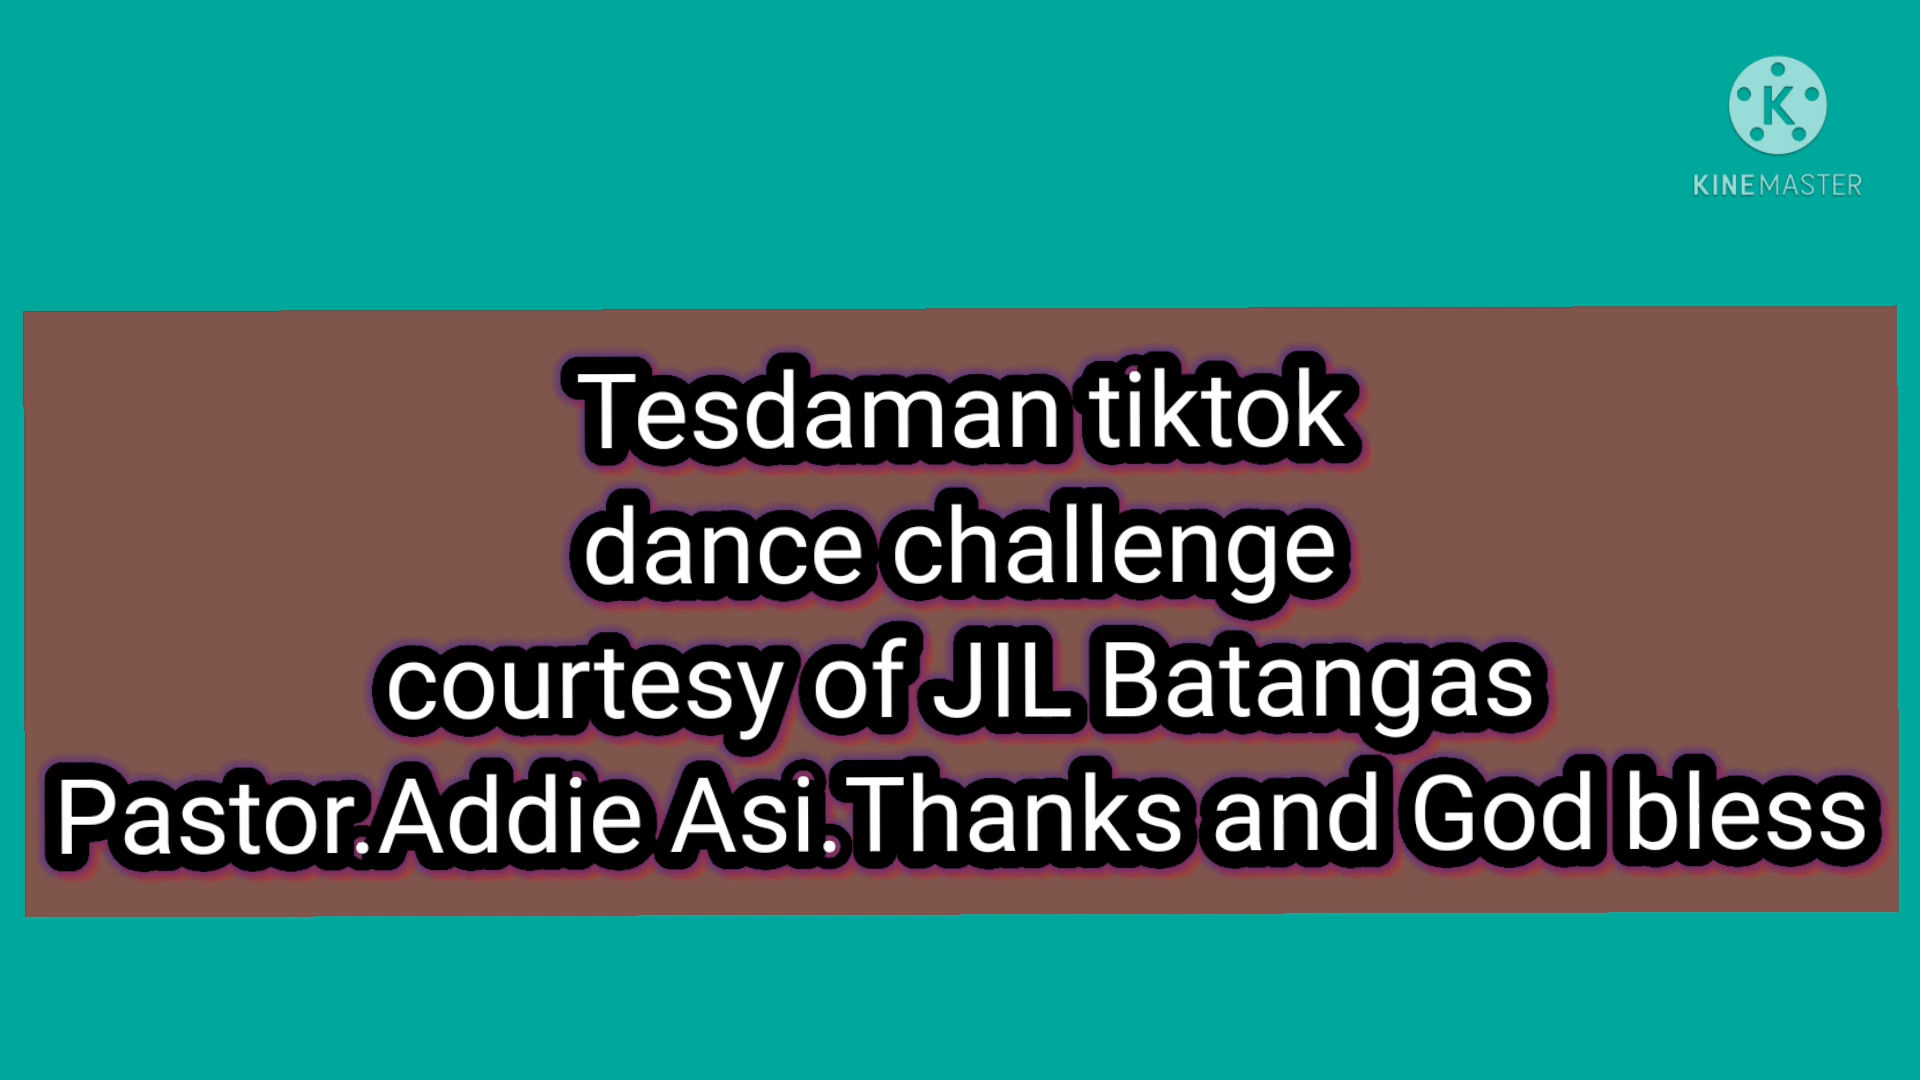 K
KINEMASTER
Tesdaman tiktok
dance challenge
courtesy of JIL Batangas
Pastor.Addie Asi.Thanks and God bless